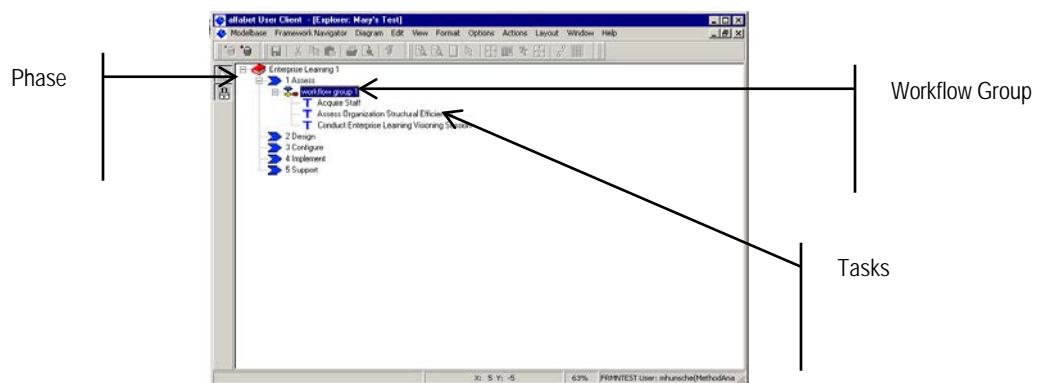 alfabet User Client - [Explorer: Mary's Test]
Modelbase Framework Navigator Diagram Edit View Format Options Actions Layout Window Help
Enterprise Learning 1
1 Assess
workflow group 1
T Acquire Staff
T Assess Organization Structural Efficien
T Conduct Enterprise Learning Visioning Session
2 Design
3 Configure
4 Implement
5 Support
Phase
Workflow Group
Tasks
X: 5 Y: -5 63% FRMNTEST User: mhunsche(MethodAna